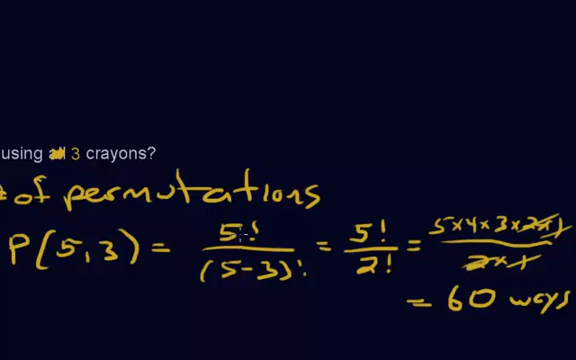 using all 3 crayons?
# of permutations
P(5,3) = 5! / (5-3)! = 5! / 2! = 5×4×3×2×1 / 2×1
= 60 ways